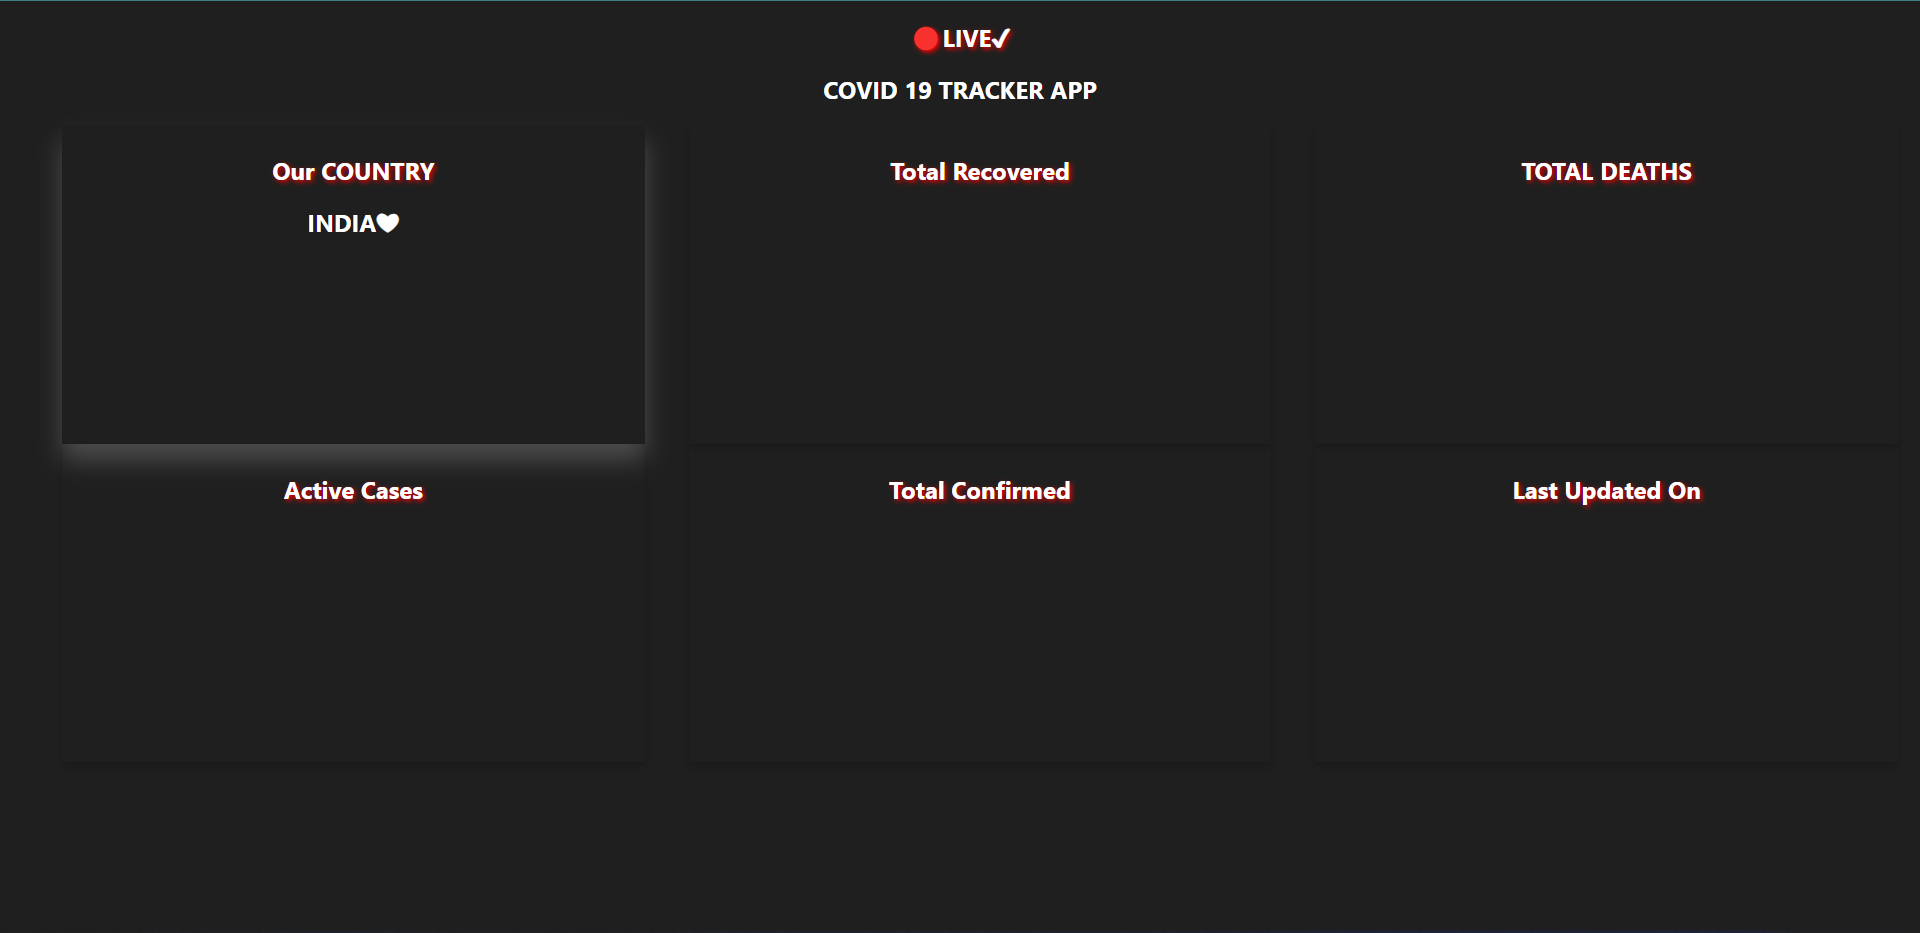 🔴LIVE✔
COVID 19 TRACKER APP
Our COUNTRY
INDIA🖤
Total Recovered
TOTAL DEATHS
Active Cases
Total Confirmed
Last Updated On